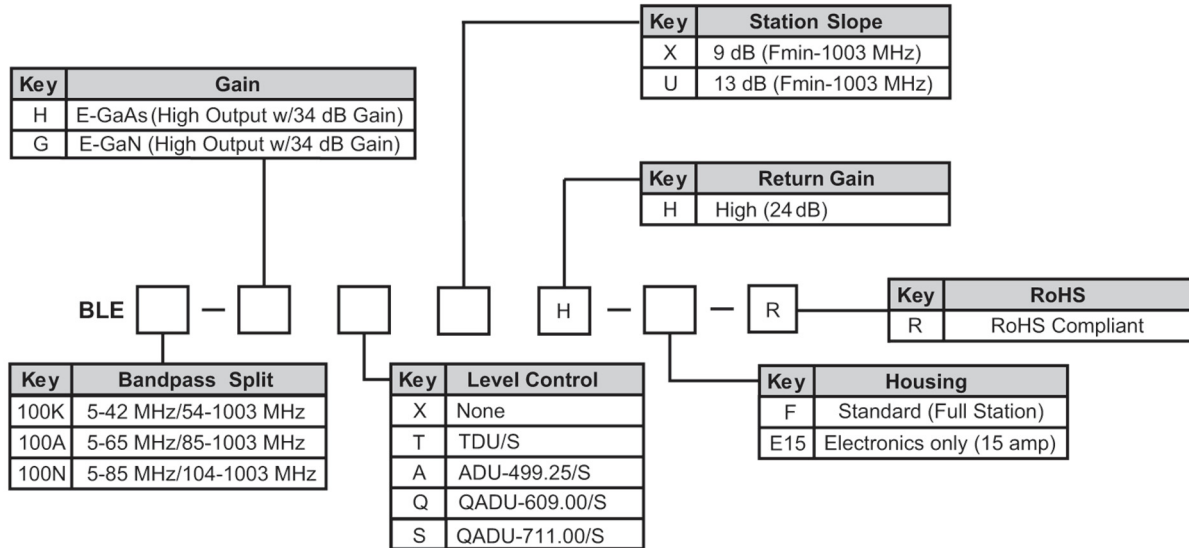 Key Station Slope
X 9 dB (Fmin-1003 MHz)
U 13 dB (Fmin-1003 MHz)
Key Gain
H E-GaAs (High Output w/34 dB Gain)
G E-GaN (High Output w/34 dB Gain)
Key Return Gain
H High (24 dB)
BLE – H – – R
Key RoHS
R RoHS Compliant
Key Bandpass Split
100K 5-42 MHz/54-1003 MHz
100A 5-65 MHz/85-1003 MHz
100N 5-85 MHz/104-1003 MHz
Key Level Control
X None
T TDU/S
A ADU-499.25/S
Q QADU-609.00/S
S QADU-711.00/S
Key Housing
F Standard (Full Station)
E15 Electronics only (15 amp)